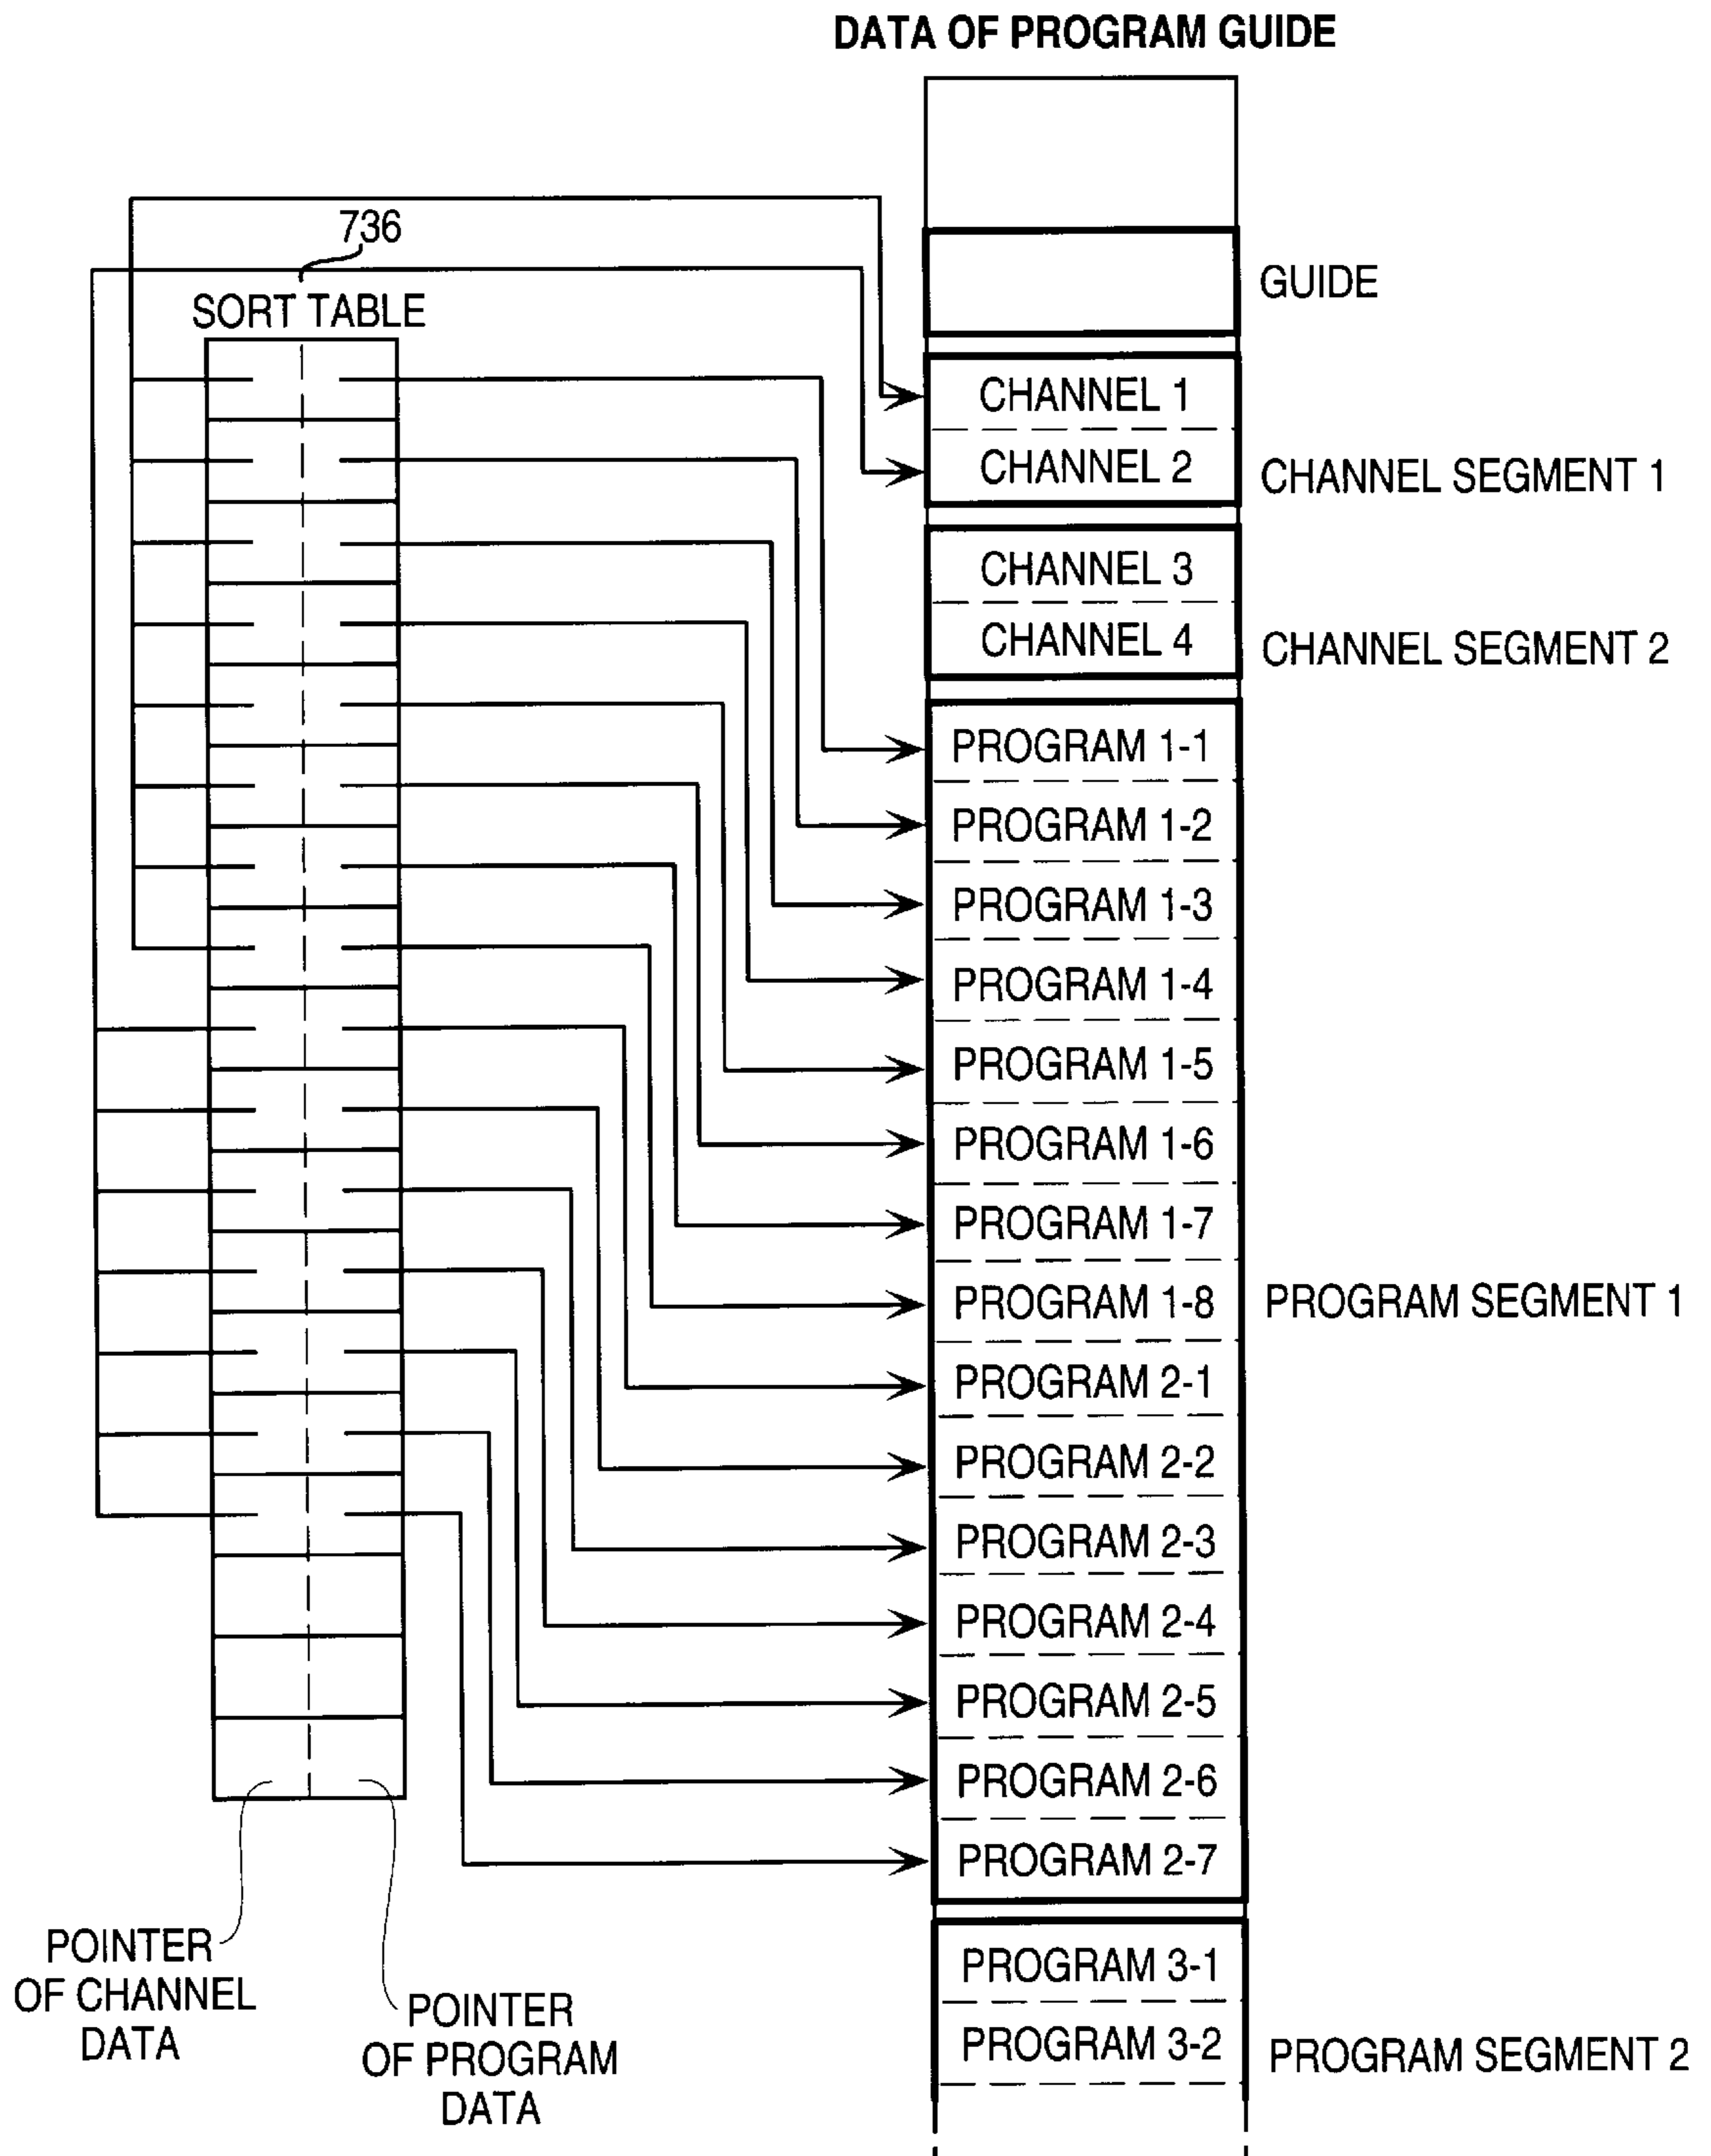 DATA OF PROGRAM GUIDE
736
SORT TABLE
GUIDE
CHANNEL 1
CHANNEL 2
CHANNEL SEGMENT 1
CHANNEL 3
CHANNEL 4
CHANNEL SEGMENT 2
PROGRAM 1-1
PROGRAM 1-2
PROGRAM 1-3
PROGRAM 1-4
PROGRAM 1-5
PROGRAM 1-6
PROGRAM 1-7
PROGRAM 1-8
PROGRAM SEGMENT 1
PROGRAM 2-1
PROGRAM 2-2
PROGRAM 2-3
PROGRAM 2-4
PROGRAM 2-5
PROGRAM 2-6
PROGRAM 2-7
POINTER
OF CHANNEL
DATA
POINTER
OF PROGRAM
DATA
PROGRAM 3-1
PROGRAM 3-2
PROGRAM SEGMENT 2